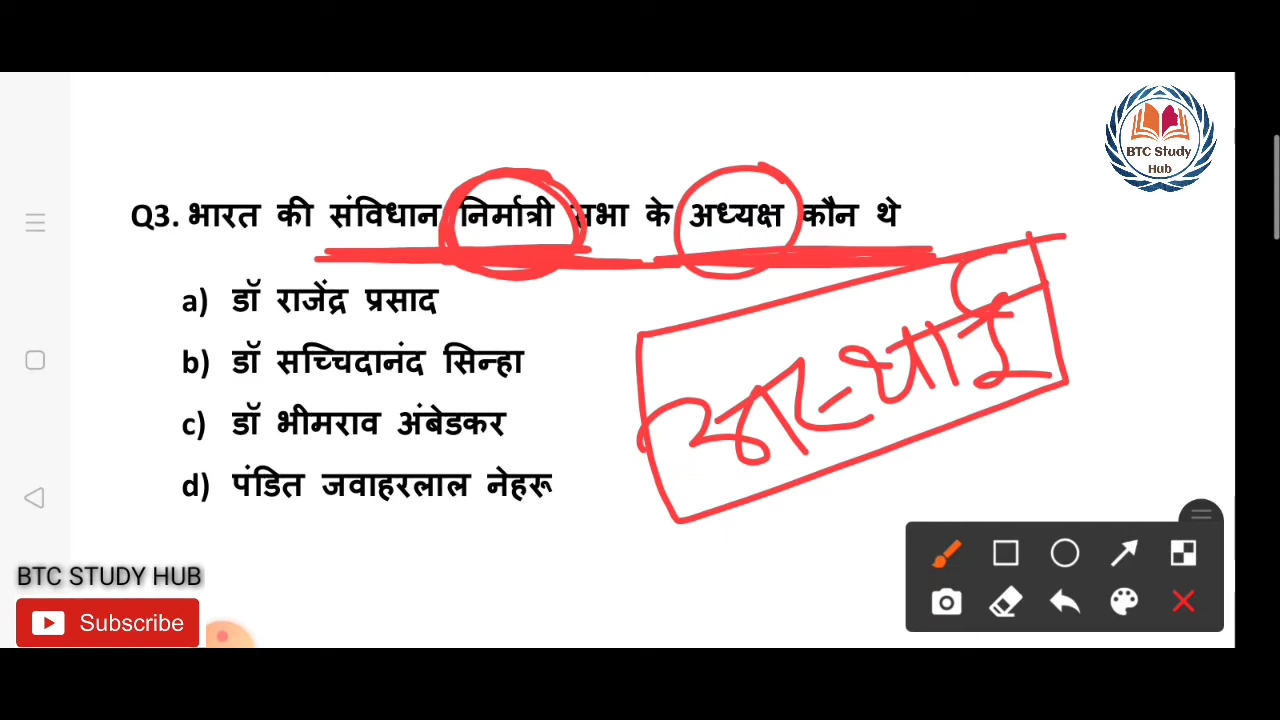 BTC Study
Hub
Q3. भारत की संविधान निर्मात्री सभा के अध्यक्ष कौन थे
a) डॉ राजेंद्र प्रसाद
b) डॉ सच्चिदानंद सिन्हा
c) डॉ भीमराव अंबेडकर
d) पंडित जवाहरलाल नेहरू
अस्थाई
BTC STUDY HUB
Subscribe